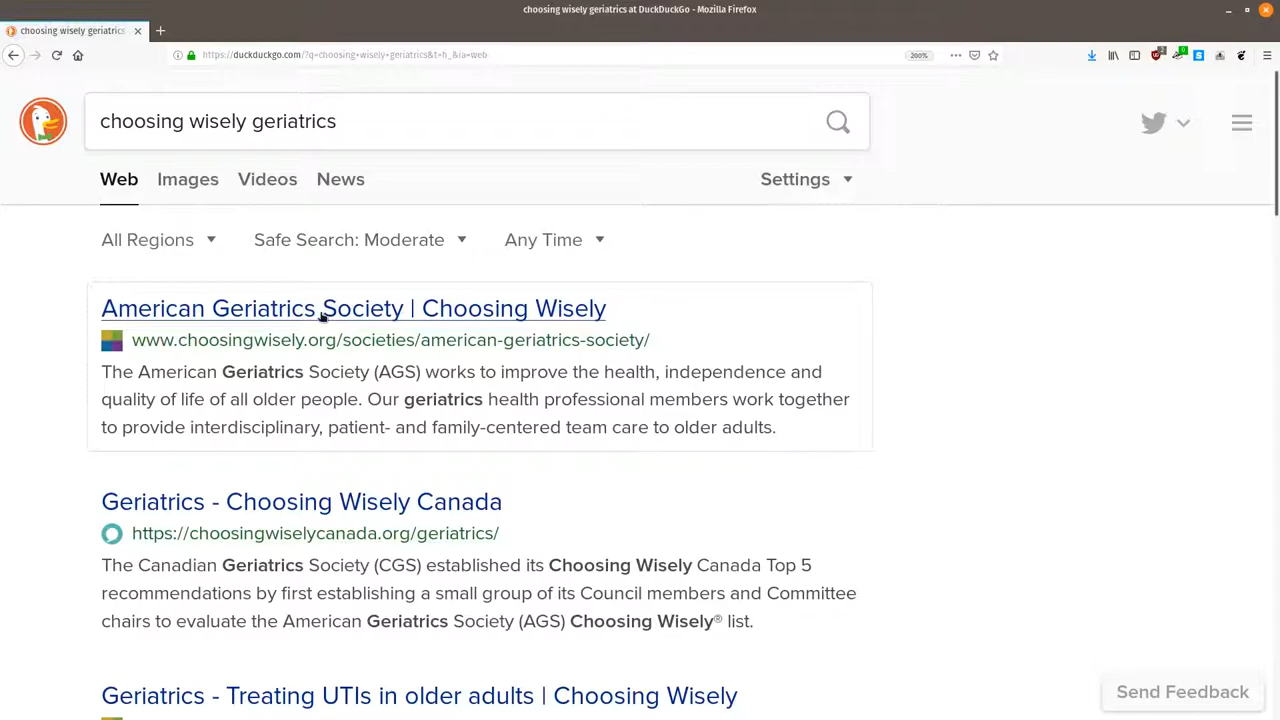 choosing wisely geriatrics at DuckDuckGo - Mozilla Firefox
choosing wisely geriatrics
https://duckduckgo.com/?q=choosing+wisely+geriatrics&t=h_&ia=web
200%
choosing wisely geriatrics
Web Images Videos News Settings
All Regions Safe Search: Moderate Any Time
American Geriatrics Society | Choosing Wisely
www.choosingwisely.org/societies/american-geriatrics-society/
The American Geriatrics Society (AGS) works to improve the health, independence and
quality of life of all older people. Our geriatrics health professional members work together
to provide interdisciplinary, patient- and family-centered team care to older adults.
Geriatrics - Choosing Wisely Canada
https://choosingwiselycanada.org/geriatrics/
The Canadian Geriatrics Society (CGS) established its Choosing Wisely Canada Top 5
recommendations by first establishing a small group of its Council members and Committee
chairs to evaluate the American Geriatrics Society (AGS) Choosing Wisely® list.
Geriatrics - Treating UTIs in older adults | Choosing Wisely
Send Feedback